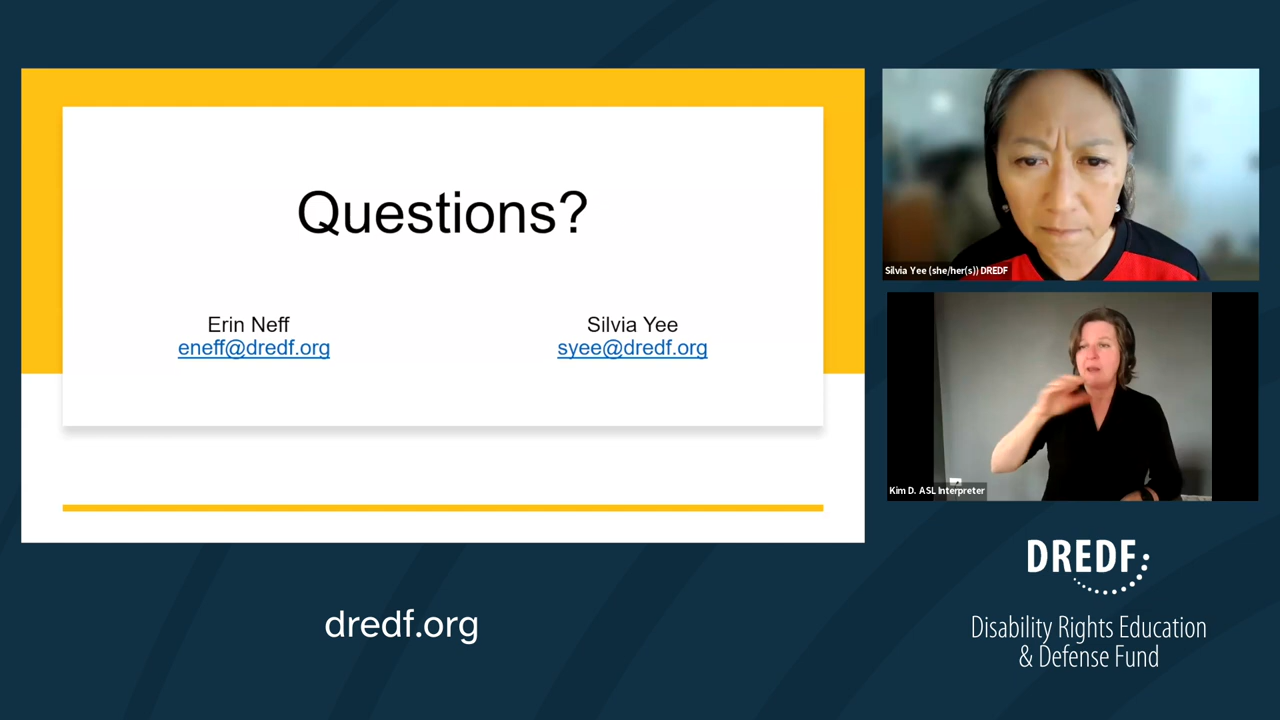 Questions?
Erin Neff
eneff@dredf.org
Silvia Yee
syee@dredf.org
Silvia Yee (she/her(s)) DREDF
Kim D. ASL Interpreter
dredf.org
DREDF
Disability Rights Education
& Defense Fund